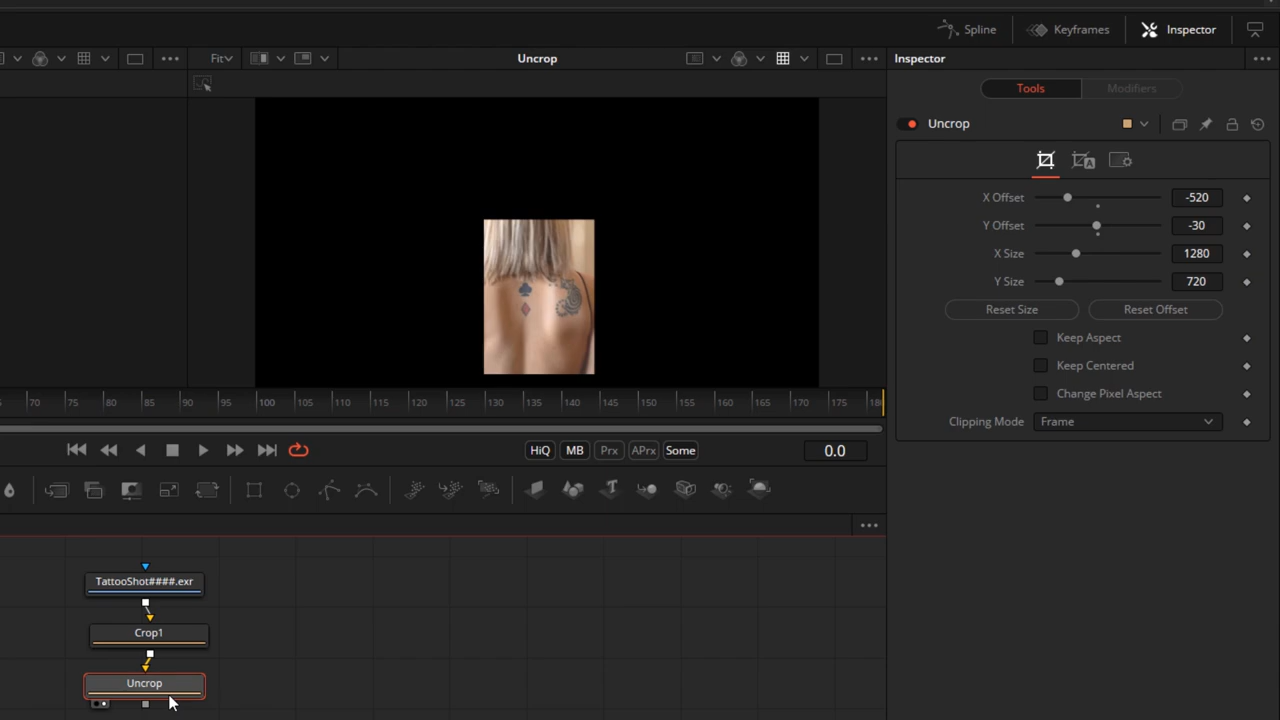 Spline
Keyframes
Inspector
Fit
Uncrop
Inspector
Tools
Modifiers
Uncrop
X Offset
-520
Y Offset
-30
X Size
1280
Y Size
720
Reset Size
Reset Offset
Keep Aspect
Keep Centered
Change Pixel Aspect
Clipping Mode
Frame
70 75 80 85 90 95 100 105 110 115 120 125 130 135 140 145 150 155 160 165 170 175 180
HiQ
MB
Prx
APrx
Some
0.0
TattooShot####.exr
Crop1
Uncrop